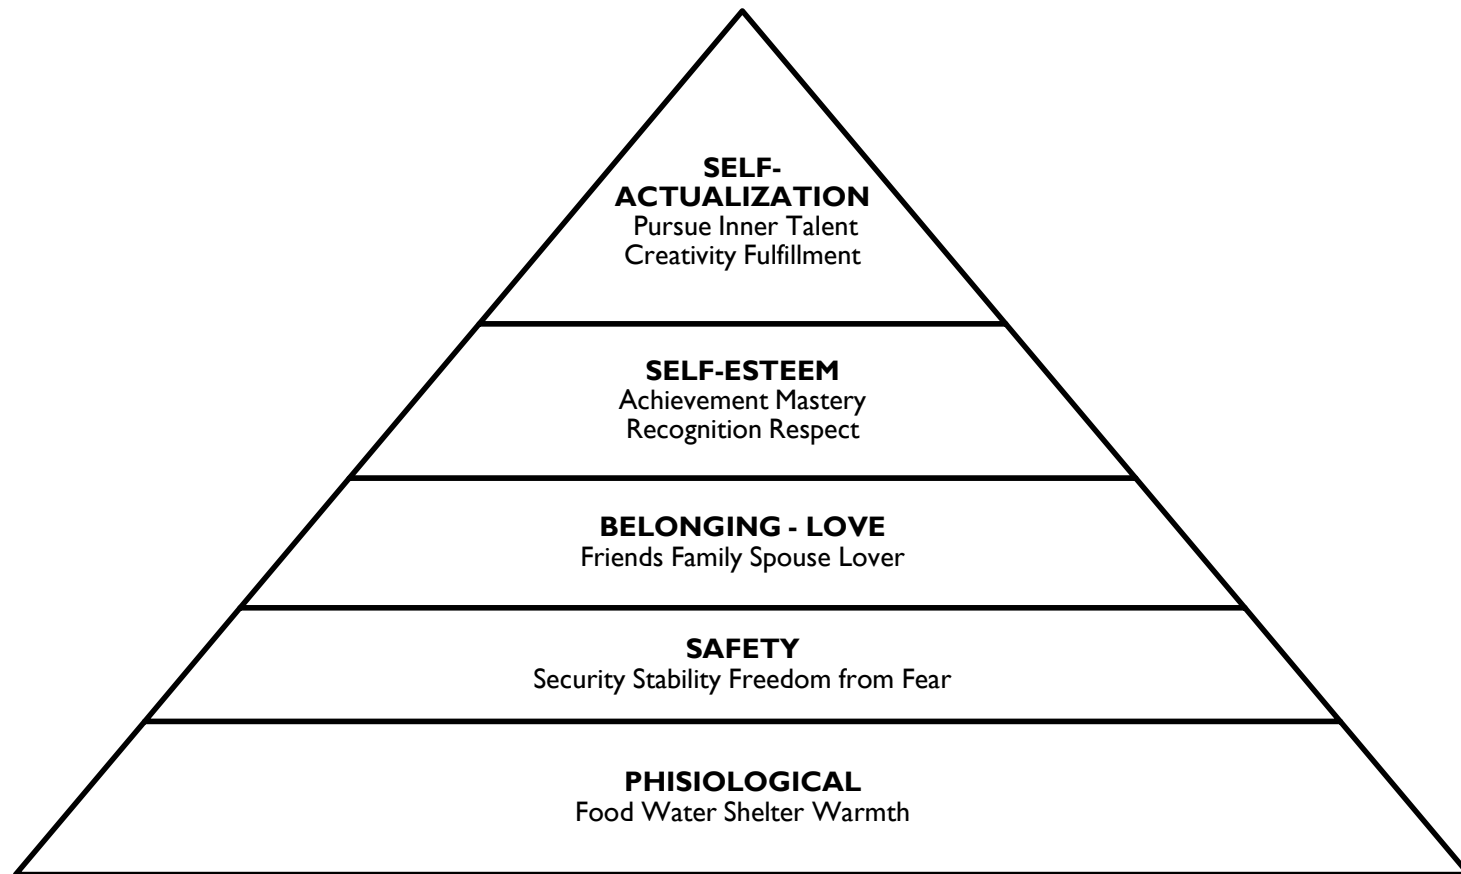 SELF-
ACTUALIZATION
Pursue Inner Talent
Creativity Fulfillment
SELF-ESTEEM
Achievement Mastery
Recognition Respect
BELONGING - LOVE
Friends Family Spouse Lover
SAFETY
Security Stability Freedom from Fear
PHISIOLOGICAL
Food Water Shelter Warmth